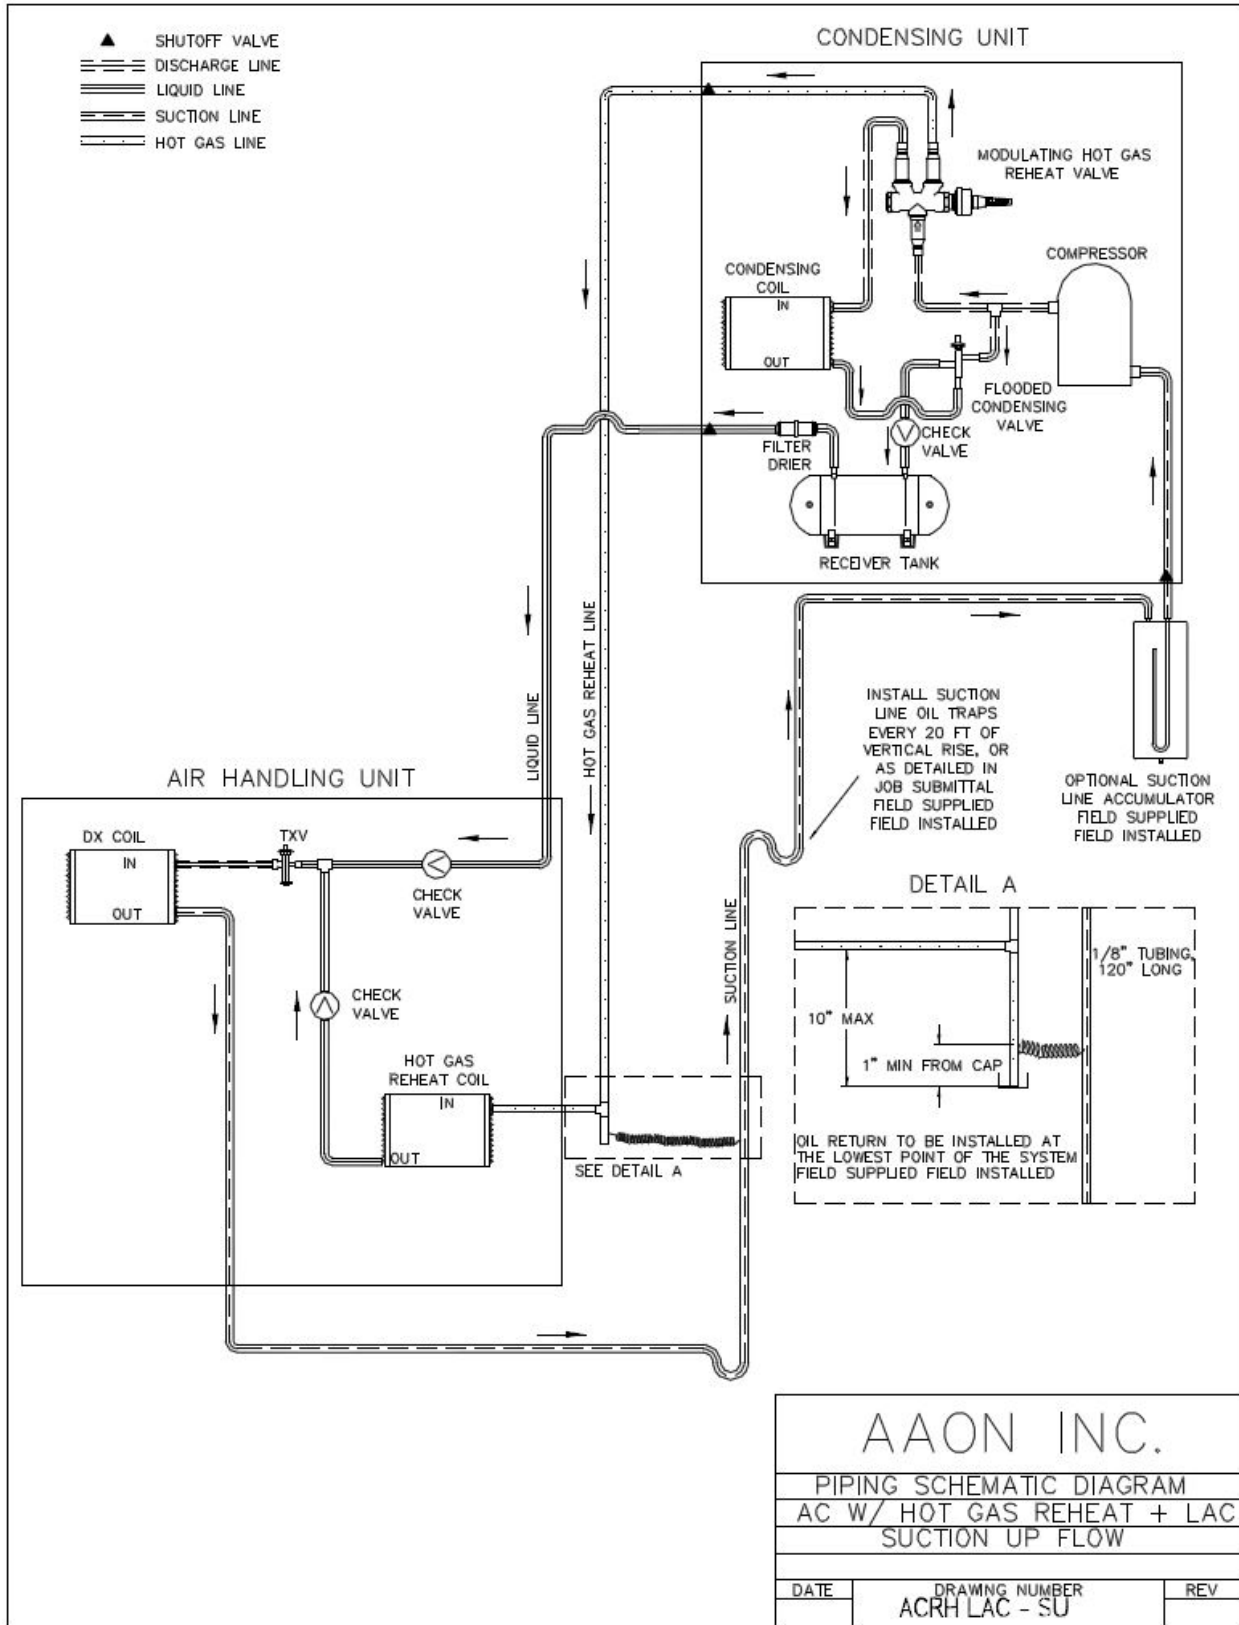 SHUTOFF VALVE
DISCHARGE LINE
LIQUID LINE
SUCTION LINE
HOT GAS LINE
CONDENSING UNIT
MODULATING HOT GAS
REHEAT VALVE
CONDENSING
COIL
IN
OUT
COMPRESSOR
FLOODED
CONDENSING
VALVE
CHECK
VALVE
FILTER
DRIER
RECEIVER TANK
LIQUID LINE
HOT GAS REHEAT LINE
INSTALL SUCTION
LINE OIL TRAPS
EVERY 20 FT OF
VERTICAL RISE, OR
AS DETAILED IN
JOB SUBMITTAL
FIELD SUPPLIED
FIELD INSTALLED
OPTIONAL SUCTION
LINE ACCUMULATOR
FIELD SUPPLIED
FIELD INSTALLED
AIR HANDLING UNIT
DX COIL
IN
OUT
TXV
CHECK
VALVE
CHECK
VALVE
HOT GAS
REHEAT COIL
IN
OUT
SUCTION LINE
SEE DETAIL A
DETAIL A
1/8" TUBING,
120" LONG
10" MAX
1" MIN FROM CAP
OIL RETURN TO BE INSTALLED AT
THE LOWEST POINT OF THE SYSTEM
FIELD SUPPLIED FIELD INSTALLED
AAON INC.
PIPING SCHEMATIC DIAGRAM
AC W/ HOT GAS REHEAT + LAC
SUCTION UP FLOW
DATE
DRAWING NUMBER
REV
ACRH LAC - SU